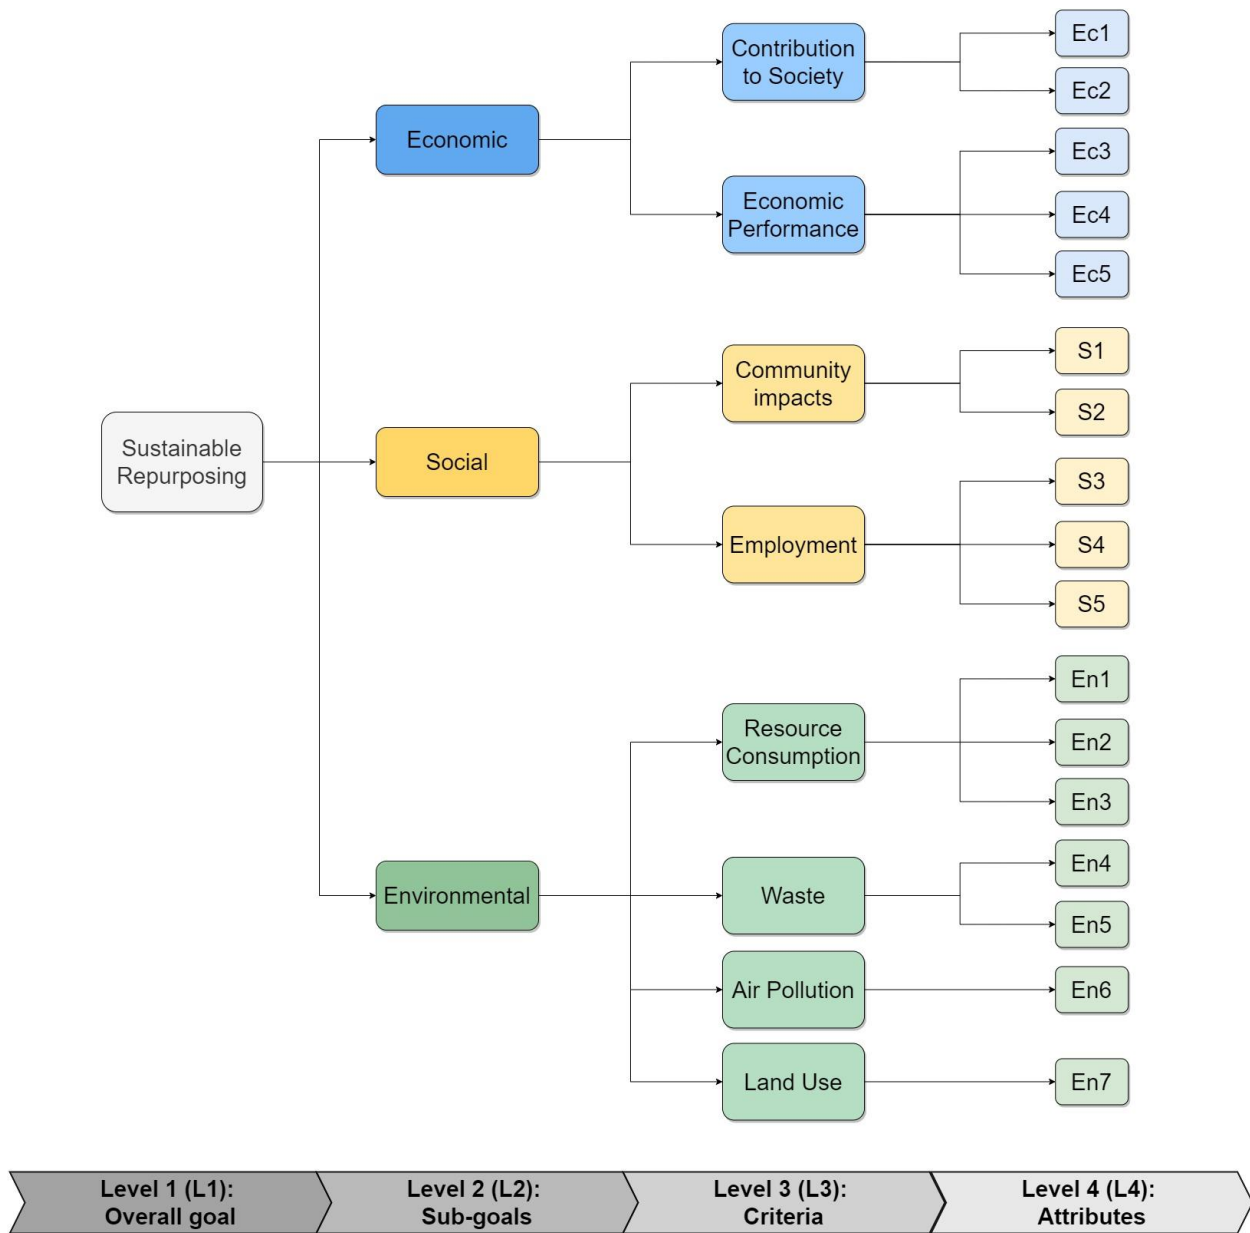 Sustainable
Repurposing
Economic
Contribution
to Society
Ec1
Ec2
Economic
Performance
Ec3
Ec4
Ec5
Social
Community
impacts
S1
S2
Employment
S3
S4
S5
Environmental
Resource
Consumption
En1
En2
En3
Waste
En4
En5
Air Pollution
En6
Land Use
En7
Level 1 (L1):
Overall goal
Level 2 (L2):
Sub-goals
Level 3 (L3):
Criteria
Level 4 (L4):
Attributes